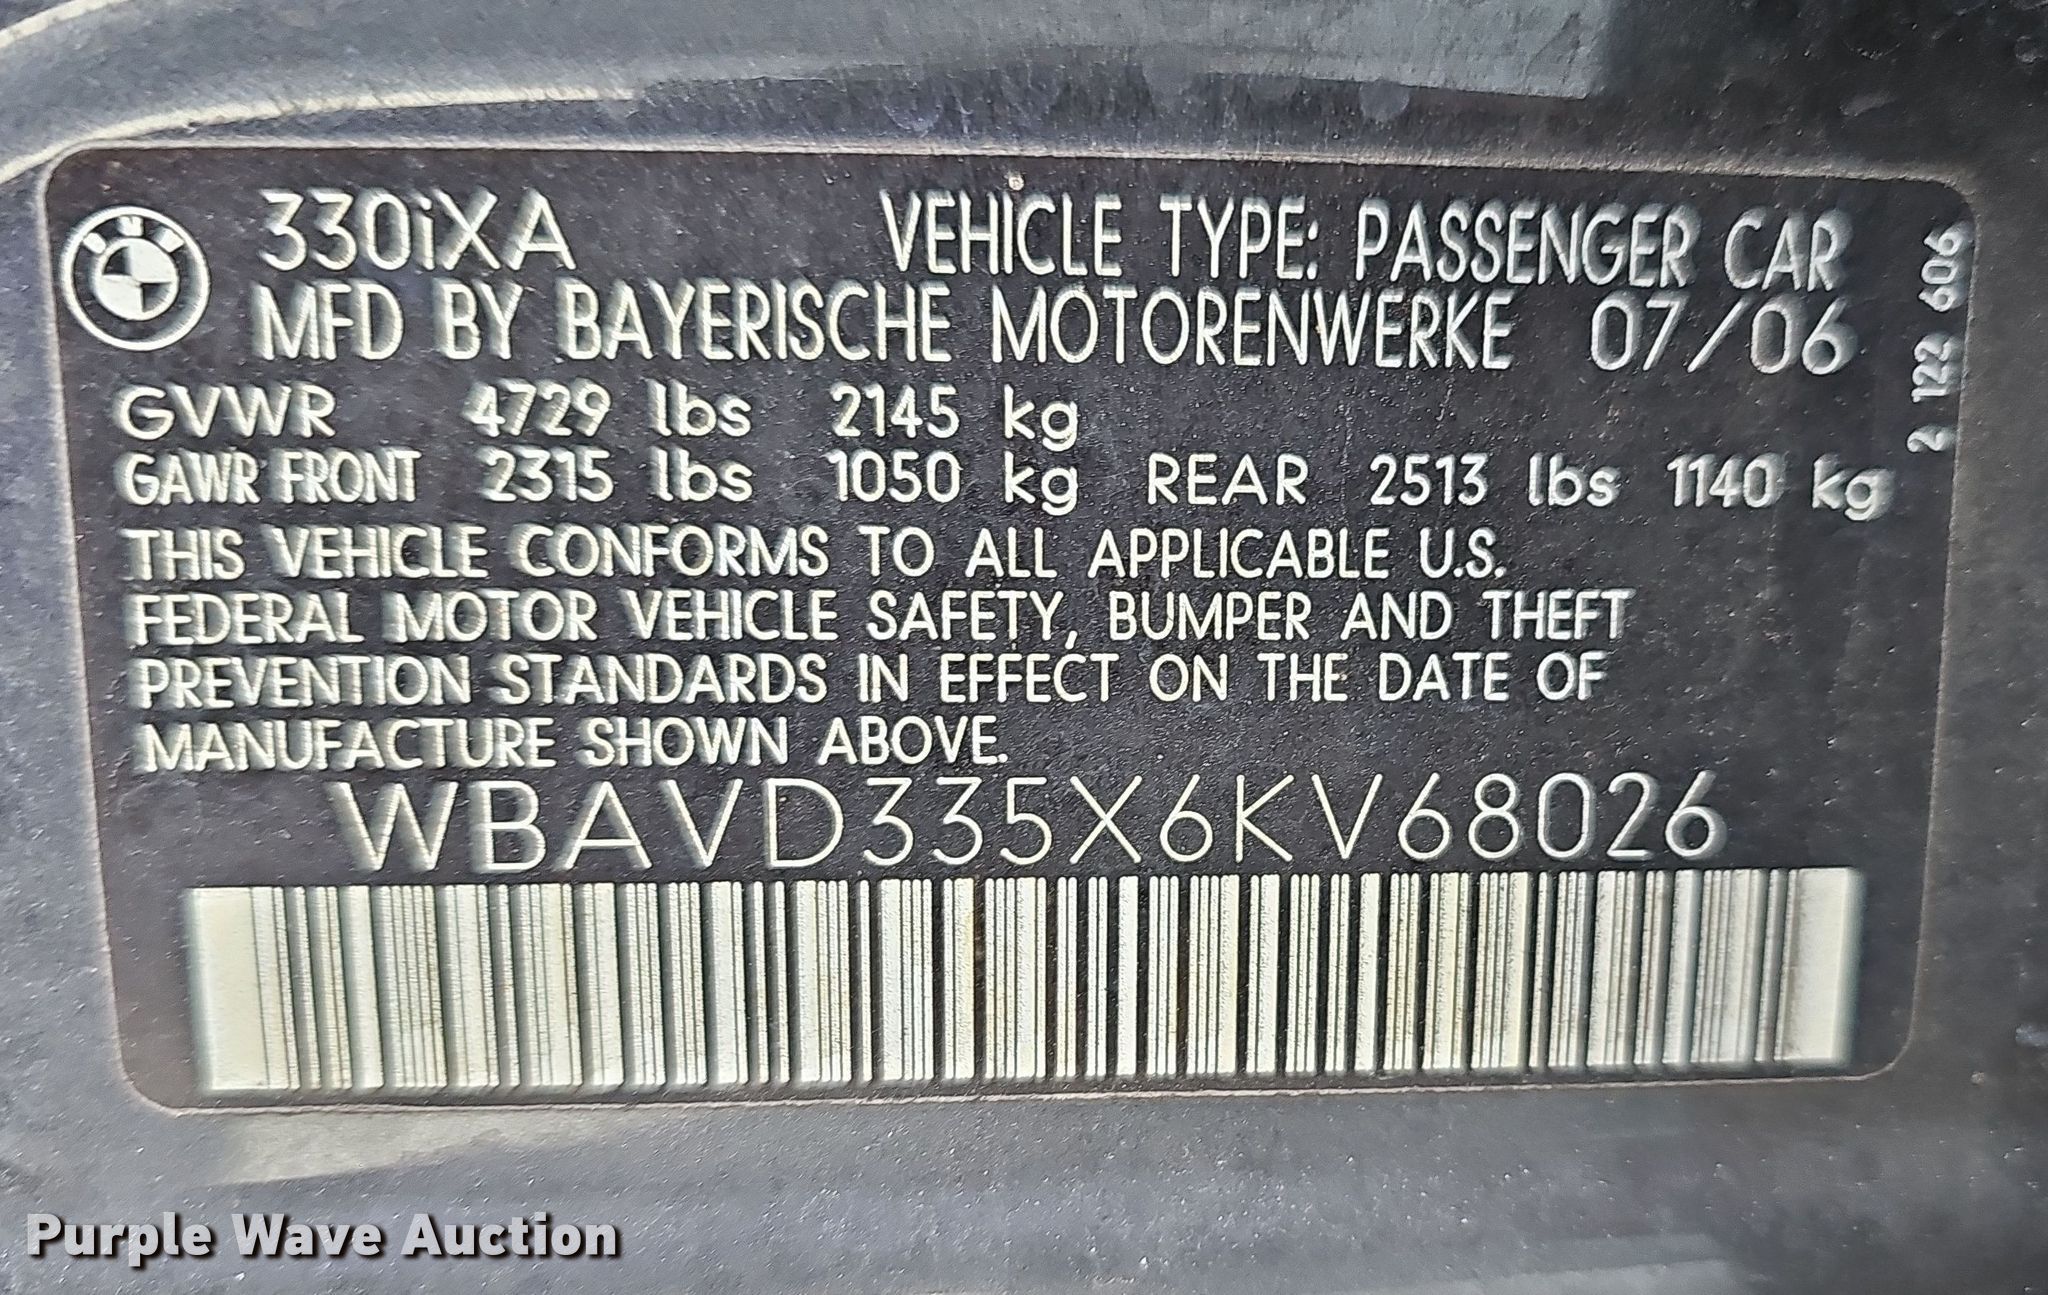 BMW
330iXA VEHICLE TYPE: PASSENGER CAR
MFD BY BAYERISCHE MOTORENWERKE 07/06
GVWR 4729 lbs 2145 kg
GAWR FRONT 2315 lbs 1050 kg REAR 2513 lbs 1140 kg
THIS VEHICLE CONFORMS TO ALL APPLICABLE U.S.
FEDERAL MOTOR VEHICLE SAFETY, BUMPER AND THEFT
PREVENTION STANDARDS IN EFFECT ON THE DATE OF
MANUFACTURE SHOWN ABOVE.
WBAVD335X6KV68026
2 122 606
Purple Wave Auction